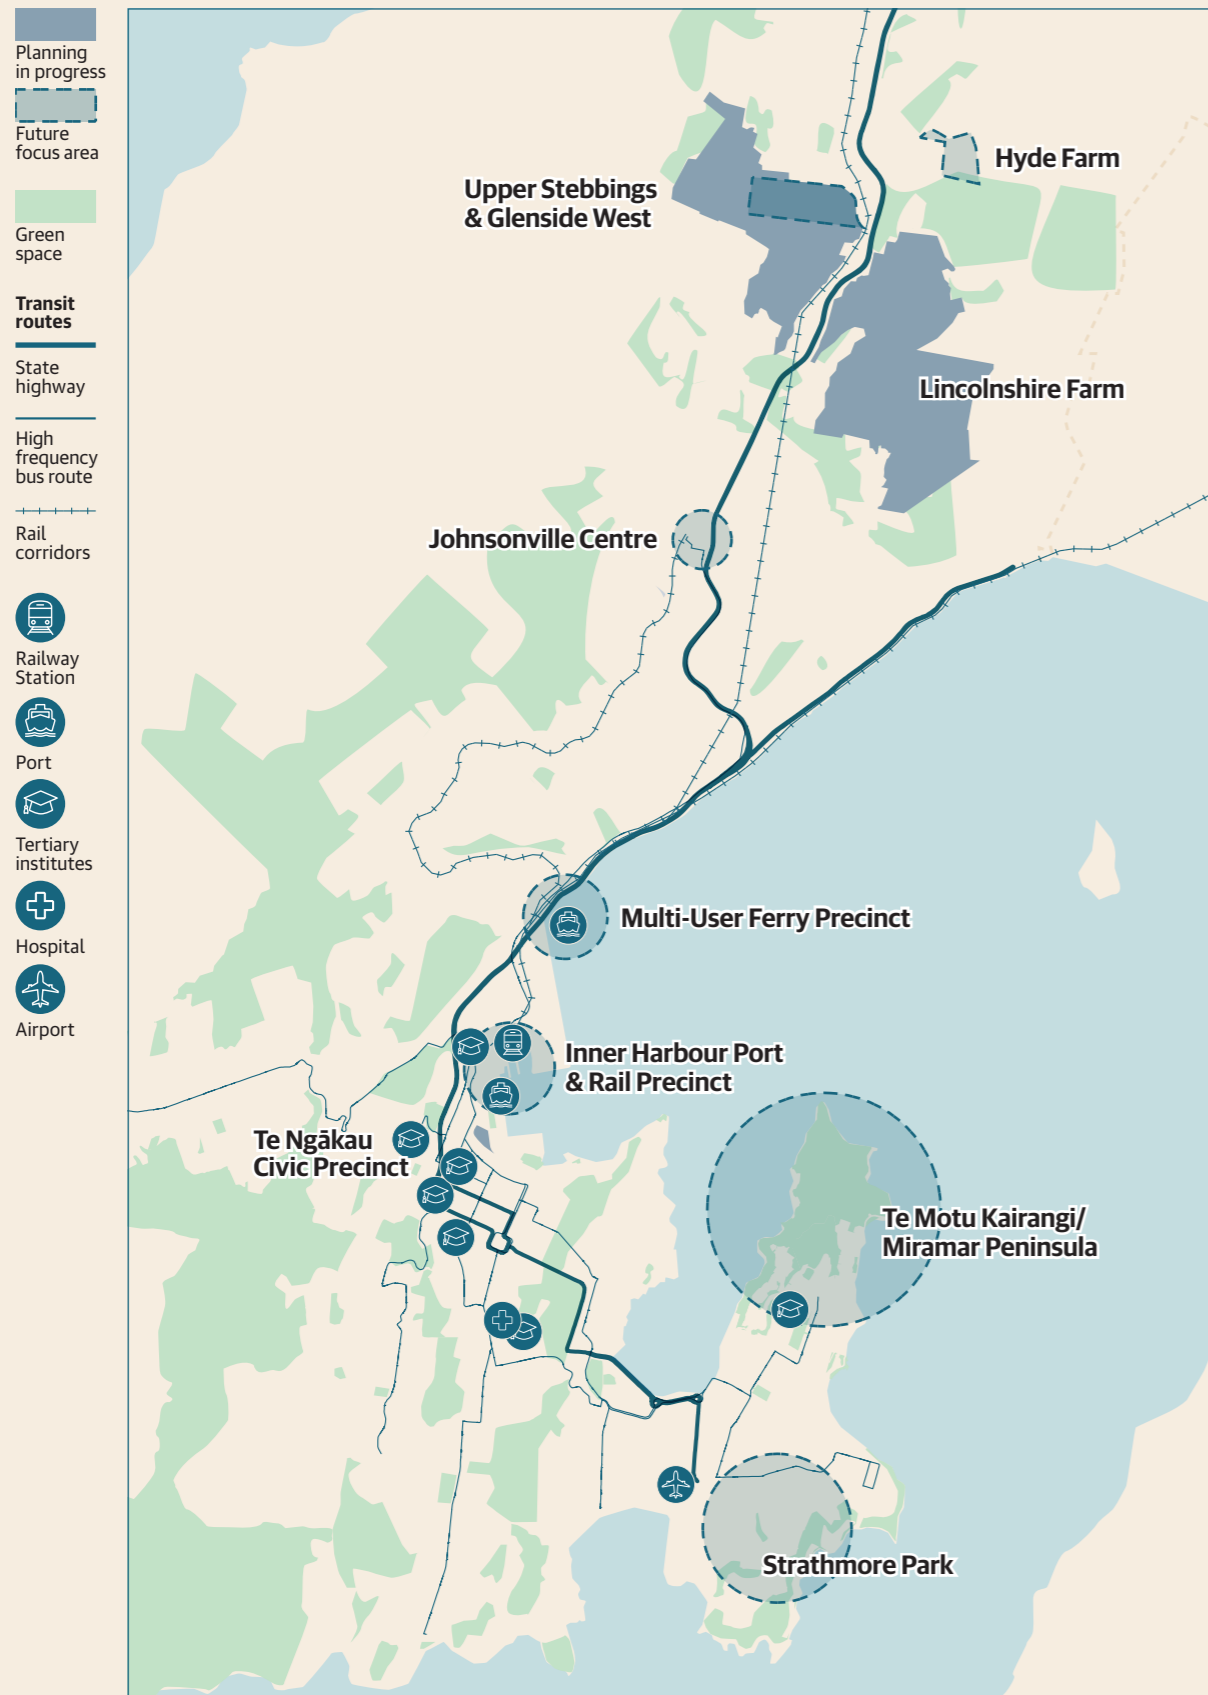 Planning
in progress
Future
focus area
Green
space
Transit
routes
State
highway
High
frequency
bus route
Rail
corridors
Railway
Station
Port
Tertiary
institutes
Hospital
Airport
Hyde Farm
Upper Stebbings
& Glenside West
Lincolnshire Farm
Johnsonville Centre
Multi-User Ferry Precinct
Inner Harbour Port
& Rail Precinct
Te Ngākau
Civic Precinct
Te Motu Kairangi/
Miramar Peninsula
Strathmore Park